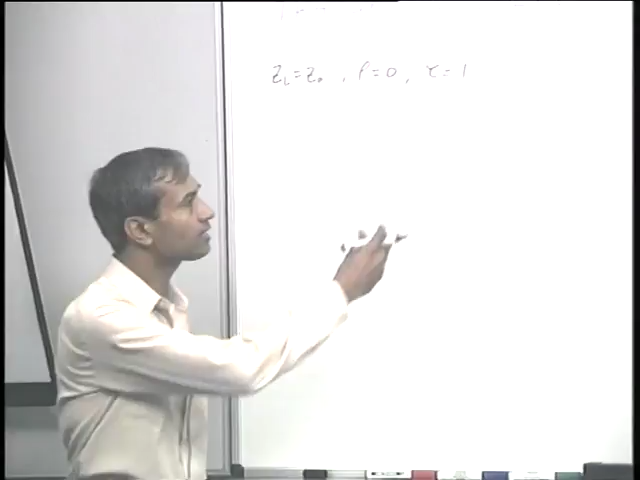 Z_L = Z_0 , Γ = 0 , τ = 1